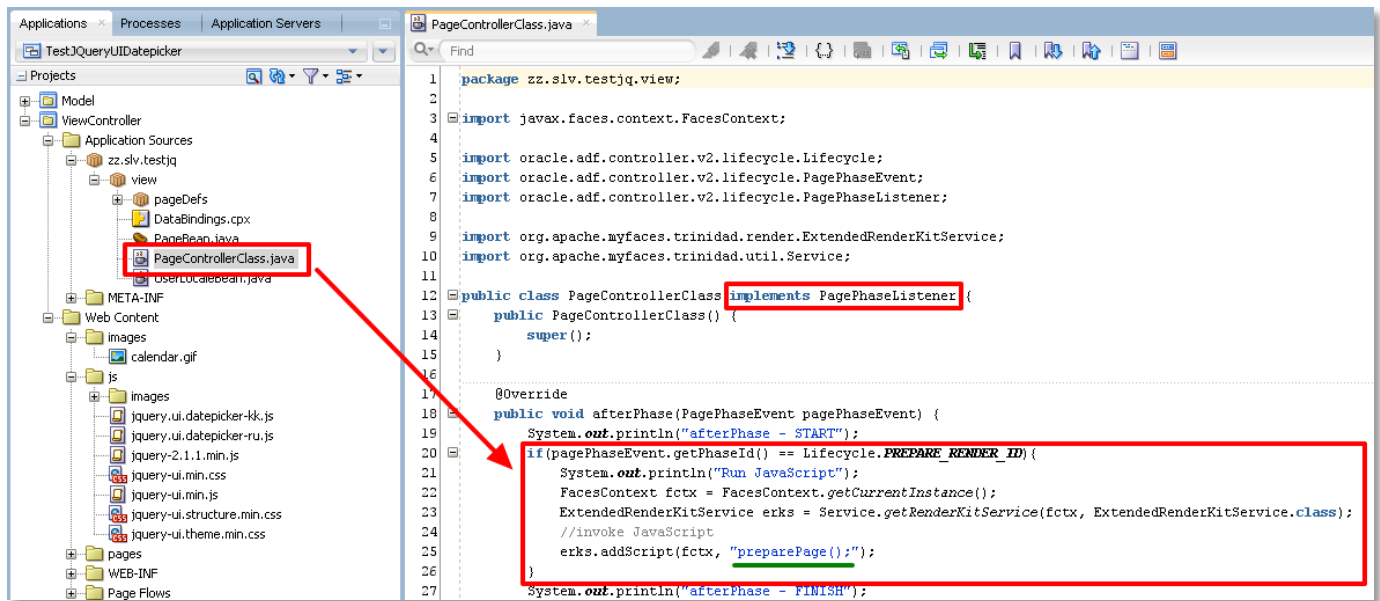 Applications
Processes
Application Servers
TestJQueryUIDatepicker
Projects
Model
ViewController
Application Sources
zz.slv.testjq
view
pageDefs
DataBindings.cpx
PageBean.java
PageControllerClass.java
UserLocaleBean.java
META-INF
Web Content
images
calendar.gif
js
images
jquery.ui.datepicker-kk.js
jquery.ui.datepicker-ru.js
jquery-2.1.1.min.js
jquery-ui.min.css
jquery-ui.min.js
jquery-ui.structure.min.css
jquery-ui.theme.min.css
pages
WEB-INF
Page Flows
PageControllerClass.java
Find
1 package zz.slv.testjq.view;
2
3 import javax.faces.context.FacesContext;
4
5 import oracle.adf.controller.v2.lifecycle.Lifecycle;
6 import oracle.adf.controller.v2.lifecycle.PagePhaseEvent;
7 import oracle.adf.controller.v2.lifecycle.PagePhaseListener;
8
9 import org.apache.myfaces.trinidad.render.ExtendedRenderKitService;
10 import org.apache.myfaces.trinidad.util.Service;
11
12 public class PageControllerClass implements PagePhaseListener {
13 public PageControllerClass() {
14 super();
15 }
16
17 @Override
18 public void afterPhase(PagePhaseEvent pagePhaseEvent) {
19 System.out.println("afterPhase - START");
20 if(pagePhaseEvent.getPhaseId() == Lifecycle.PREPARE_RENDER_ID){
21 System.out.println("Run JavaScript");
22 FacesContext fctx = FacesContext.getCurrentInstance();
23 ExtendedRenderKitService erks = Service.getRenderKitService(fctx, ExtendedRenderKitService.class);
24 //invoke JavaScript
25 erks.addScript(fctx, "preparePage();");
26 }
27 System.out.println("afterPhase - FINISH");